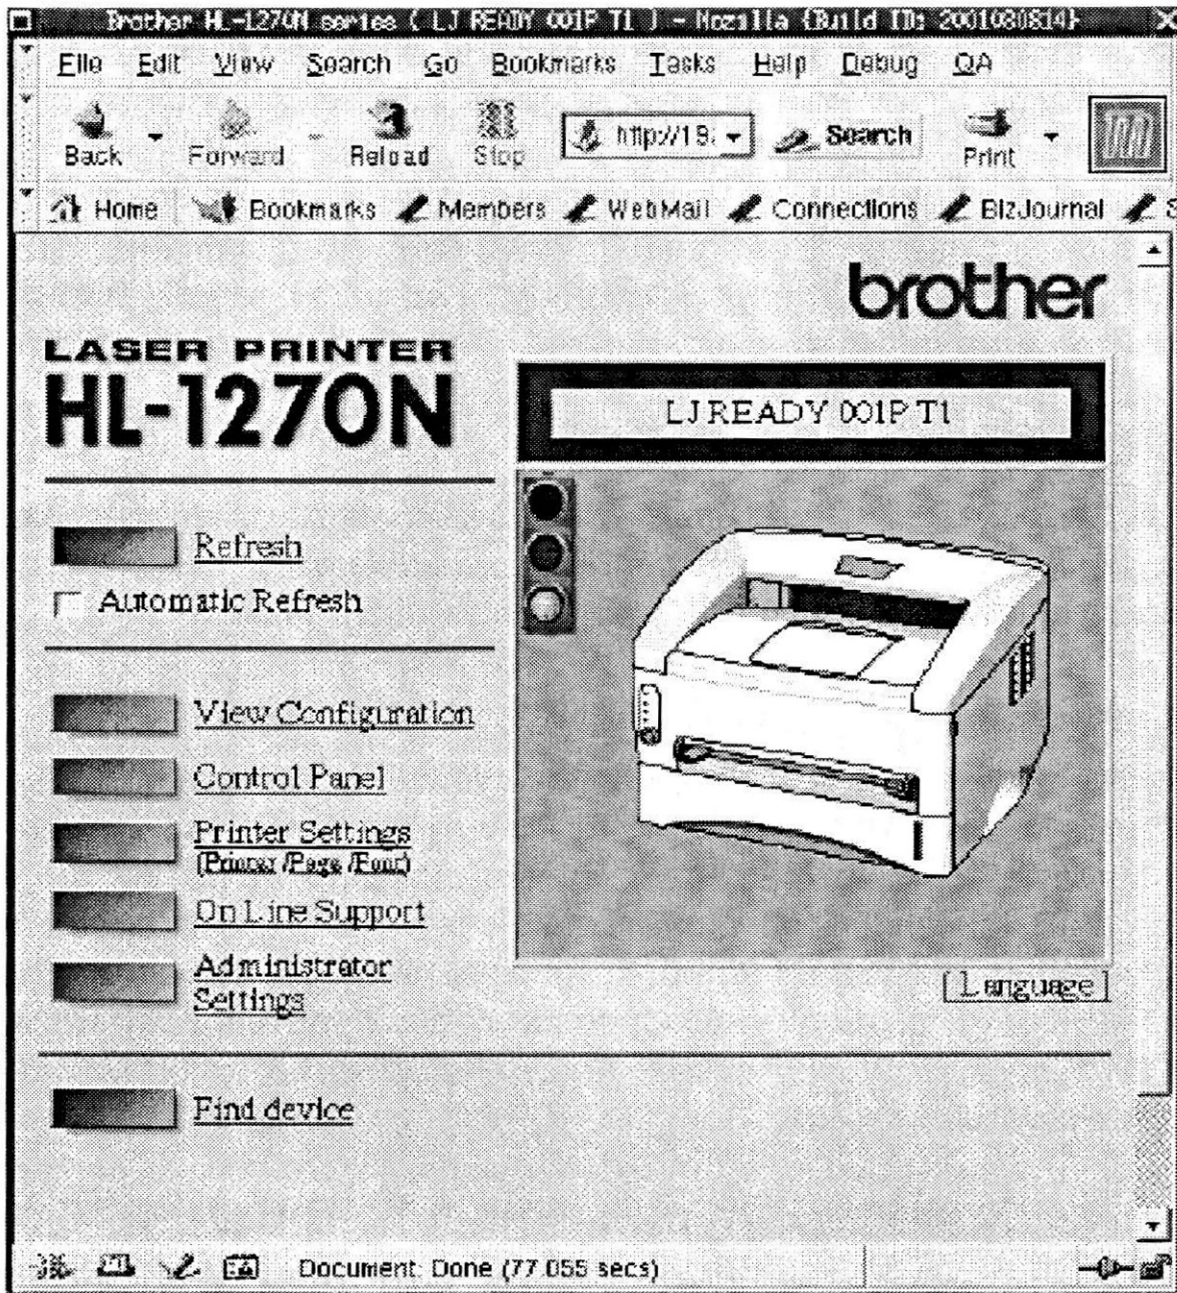 Brother HL-1270N series ( LJ READY 001P T1 ) - Mozilla {Build ID: 2001080814}
File Edit View Search Go Bookmarks Tasks Help Debug QA
Back Forward Reload Stop http://19. Search Print
Home Bookmarks Members WebMail Connections BizJournal S
brother
LASER PRINTER
HL-1270N
LJ READY 001P T1
Refresh
Automatic Refresh
View Configuration
Control Panel
Printer Settings
(Printer /Page /Font)
On Line Support
Administrator
Settings
[Language]
Find device
Document: Done (77.055 secs)